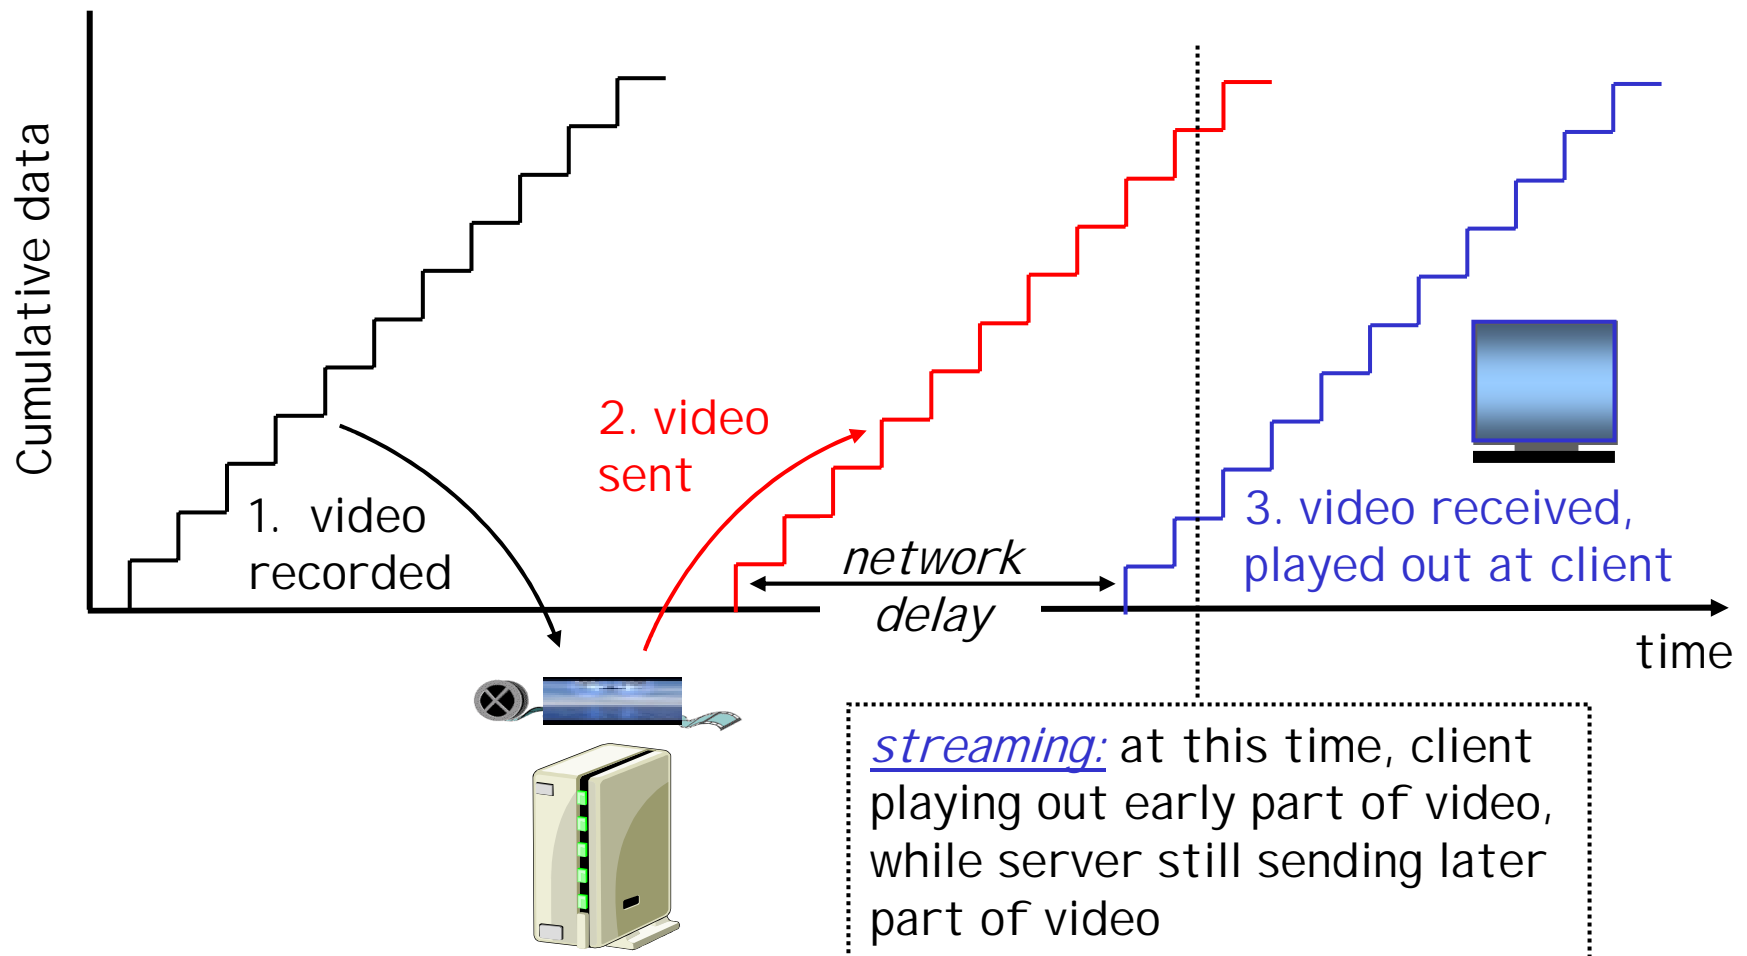 Cumulative data
1. video
recorded
2. video
sent
network
delay
3. video received,
played out at client
time
streaming: at this time, client
playing out early part of video,
while server still sending later
part of video